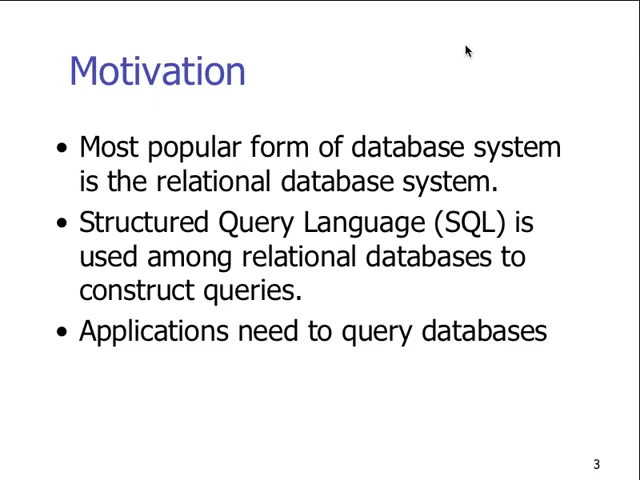 Motivation
• Most popular form of database system
is the relational database system.
• Structured Query Language (SQL) is
used among relational databases to
construct queries.
• Applications need to query databases
3